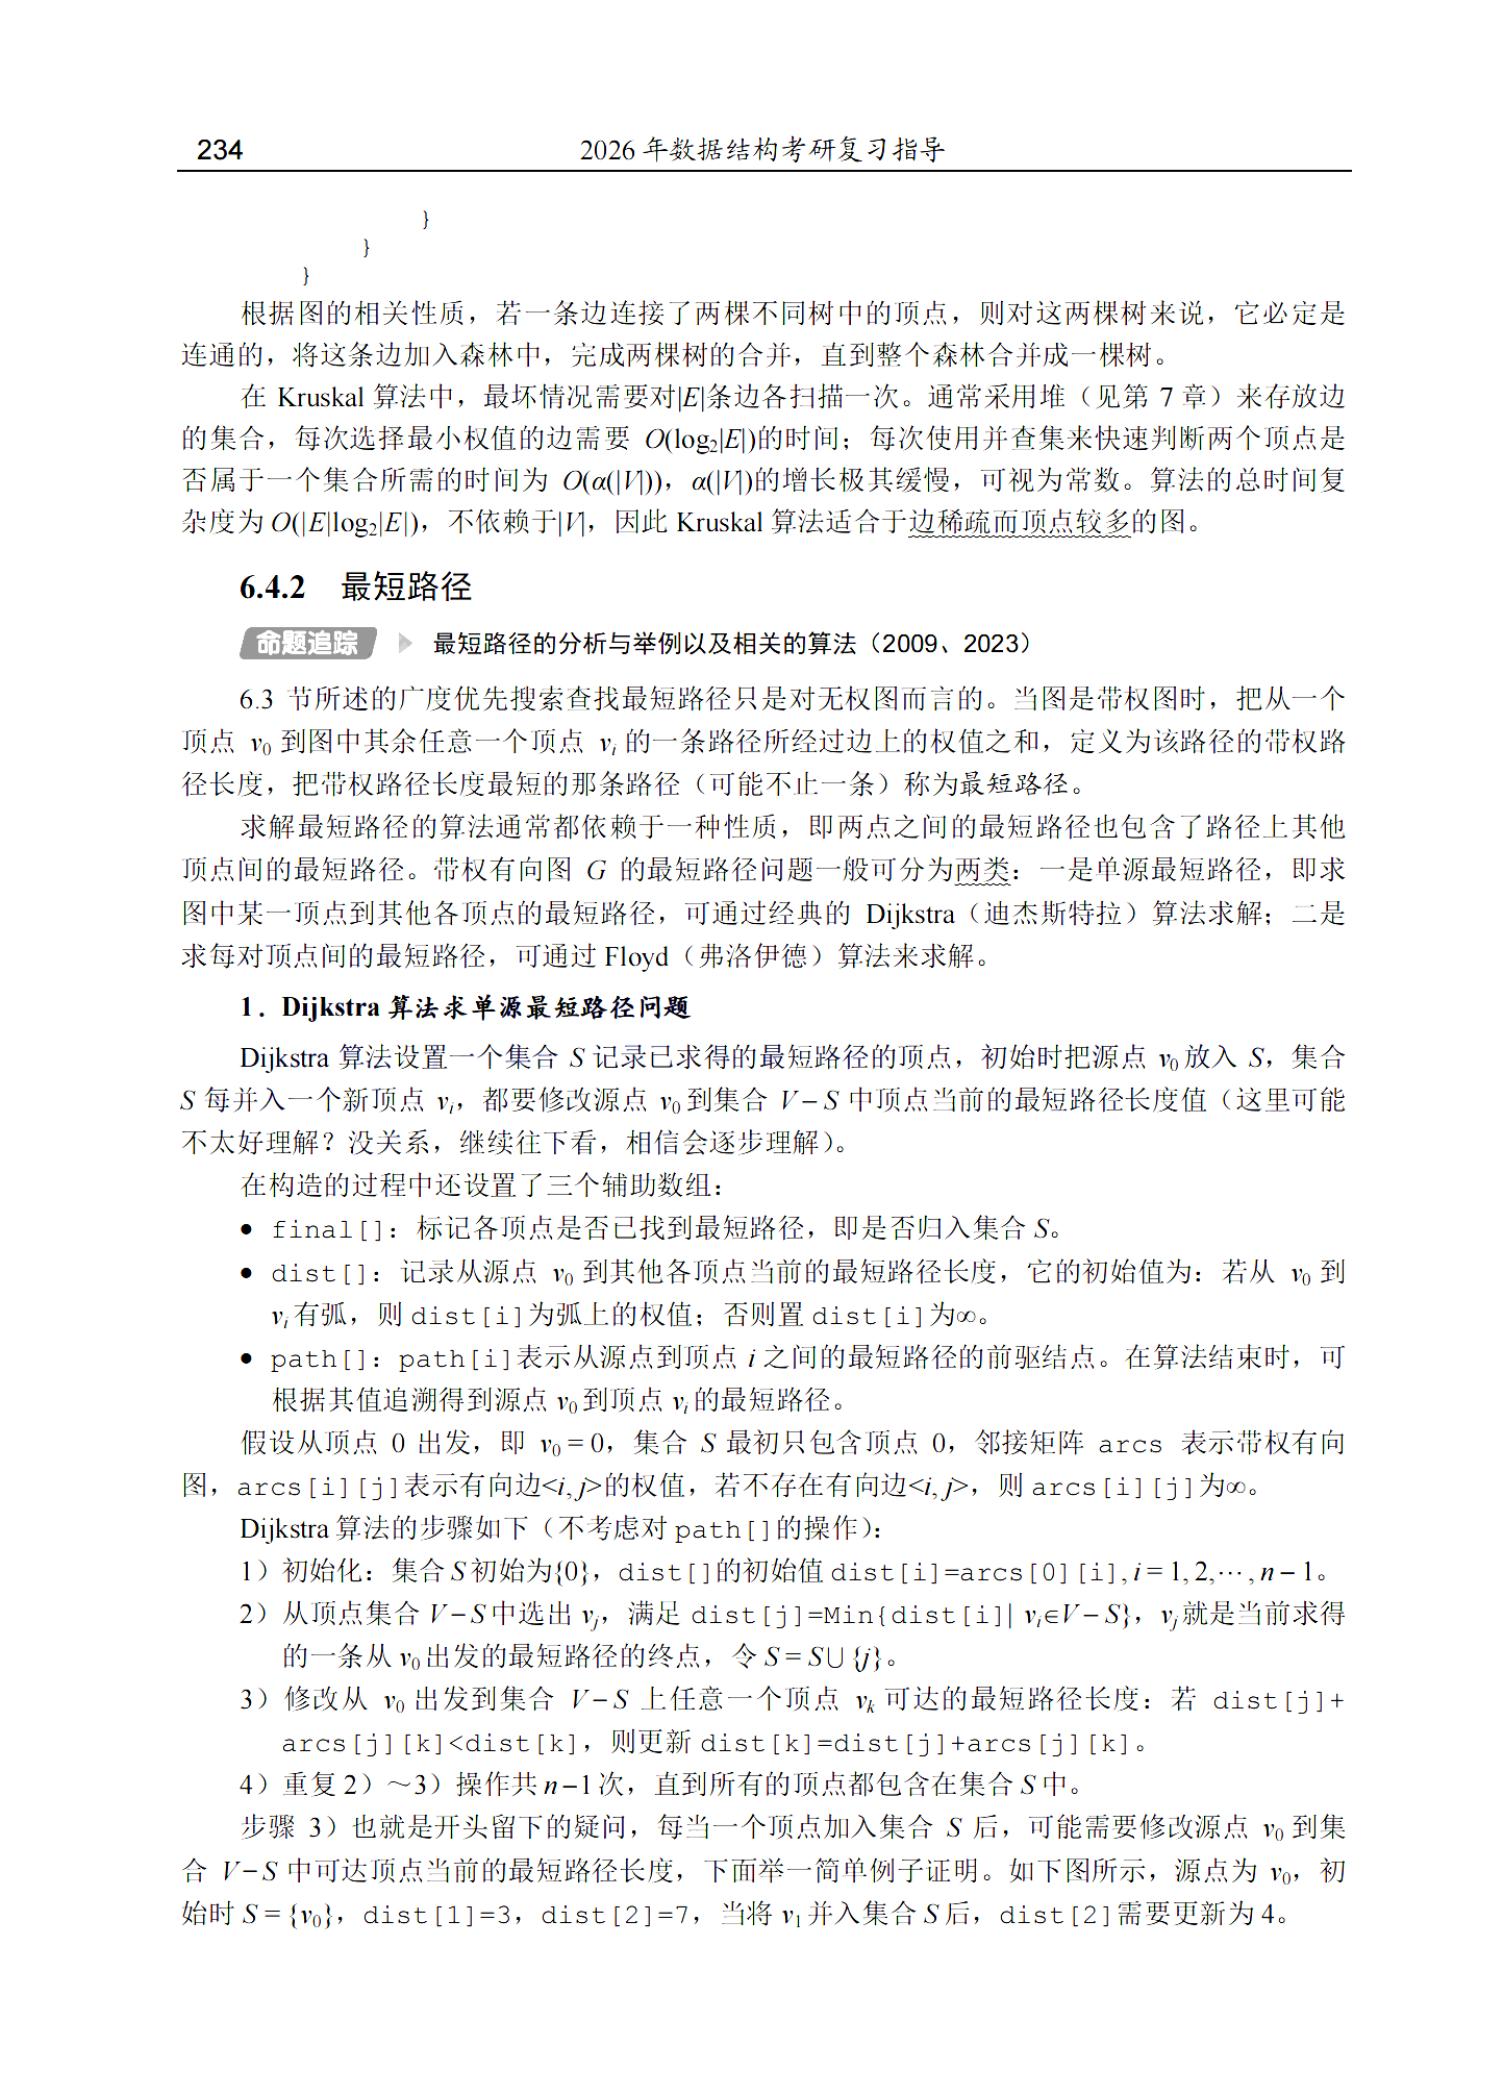 234
2026 年数据结构考研复习指导
}
}
}
根据图的相关性质，若一条边连接了两棵不同树中的顶点，则对这两棵树来说，它必定是
连通的，将这条边加入森林中，完成两棵树的合并，直到整个森林合并成一棵树。
在 Kruskal 算法中，最坏情况需要对|E|条边各扫描一次。通常采用堆（见第 7 章）来存放边
的集合，每次选择最小权值的边需要 O(log₂|E|)的时间；每次使用并查集来快速判断两个顶点是
否属于一个集合所需的时间为 O(α(|V|))，α(|V|)的增长极其缓慢，可视为常数。算法的总时间复
杂度为 O(|E|log₂|E|)，不依赖于|V|，因此 Kruskal 算法适合于边稀疏而顶点较多的图。
6.4.2 最短路径
命题追踪 最短路径的分析与举例以及相关的算法（2009、2023）
6.3 节所述的广度优先搜索查找最短路径只是对无权图而言的。当图是带权图时，把从一个
顶点 v₀ 到图中其余任意一个顶点 vᵢ 的一条路径所经过边上的权值之和，定义为该路径的带权路
径长度，把带权路径长度最短的那条路径（可能不止一条）称为最短路径。
求解最短路径的算法通常都依赖于一种性质，即两点之间的最短路径也包含了路径上其他
顶点间的最短路径。带权有向图 G 的最短路径问题一般可分为两类：一是单源最短路径，即求
图中某一顶点到其他各顶点的最短路径，可通过经典的 Dijkstra（迪杰斯特拉）算法求解；二是
求每对顶点间的最短路径，可通过 Floyd（弗洛伊德）算法来求解。
1．Dijkstra 算法求单源最短路径问题
Dijkstra 算法设置一个集合 S 记录已求得的最短路径的顶点，初始时把源点 v₀ 放入 S，集合
S 每并入一个新顶点 vᵢ，都要修改源点 v₀ 到集合 V − S 中顶点当前的最短路径长度值（这里可能
不太好理解？没关系，继续往下看，相信会逐步理解）。
在构造的过程中还设置了三个辅助数组：
● final[]：标记各顶点是否已找到最短路径，即是否归入集合 S。
● dist[]：记录从源点 v₀ 到其他各顶点当前的最短路径长度，它的初始值为：若从 v₀ 到
vᵢ 有弧，则 dist[i]为弧上的权值；否则置 dist[i]为∞。
● path[]：path[i]表示从源点到顶点 i 之间的最短路径的前驱结点。在算法结束时，可
根据其值追溯得到源点 v₀ 到顶点 vᵢ 的最短路径。
假设从顶点 0 出发，即 v₀ = 0，集合 S 最初只包含顶点 0，邻接矩阵 arcs 表示带权有向
图，arcs[i][j]表示有向边<i, j>的权值，若不存在有向边<i, j>，则 arcs[i][j]为∞。
Dijkstra 算法的步骤如下（不考虑对 path[]的操作）：
1）初始化：集合 S 初始为{0}，dist[]的初始值 dist[i]=arcs[0][i], i = 1, 2,⋯, n − 1。
2）从顶点集合 V − S 中选出 vⱼ，满足 dist[j]=Min{dist[i]| vᵢ∈V − S}，vⱼ 就是当前求得
的一条从 v₀ 出发的最短路径的终点，令 S = S∪{j}。
3）修改从 v₀ 出发到集合 V − S 上任意一个顶点 vₖ 可达的最短路径长度：若 dist[j]+
arcs[j][k]<dist[k]，则更新 dist[k]=dist[j]+arcs[j][k]。
4）重复 2）～3）操作共 n −1 次，直到所有的顶点都包含在集合 S 中。
步骤 3）也就是开头留下的疑问，每当一个顶点加入集合 S 后，可能需要修改源点 v₀ 到集
合 V − S 中可达顶点当前的最短路径长度，下面举一简单例子证明。如下图所示，源点为 v₀，初
始时 S = {v₀}，dist[1]=3，dist[2]=7，当将 v₁ 并入集合 S 后，dist[2]需要更新为 4。